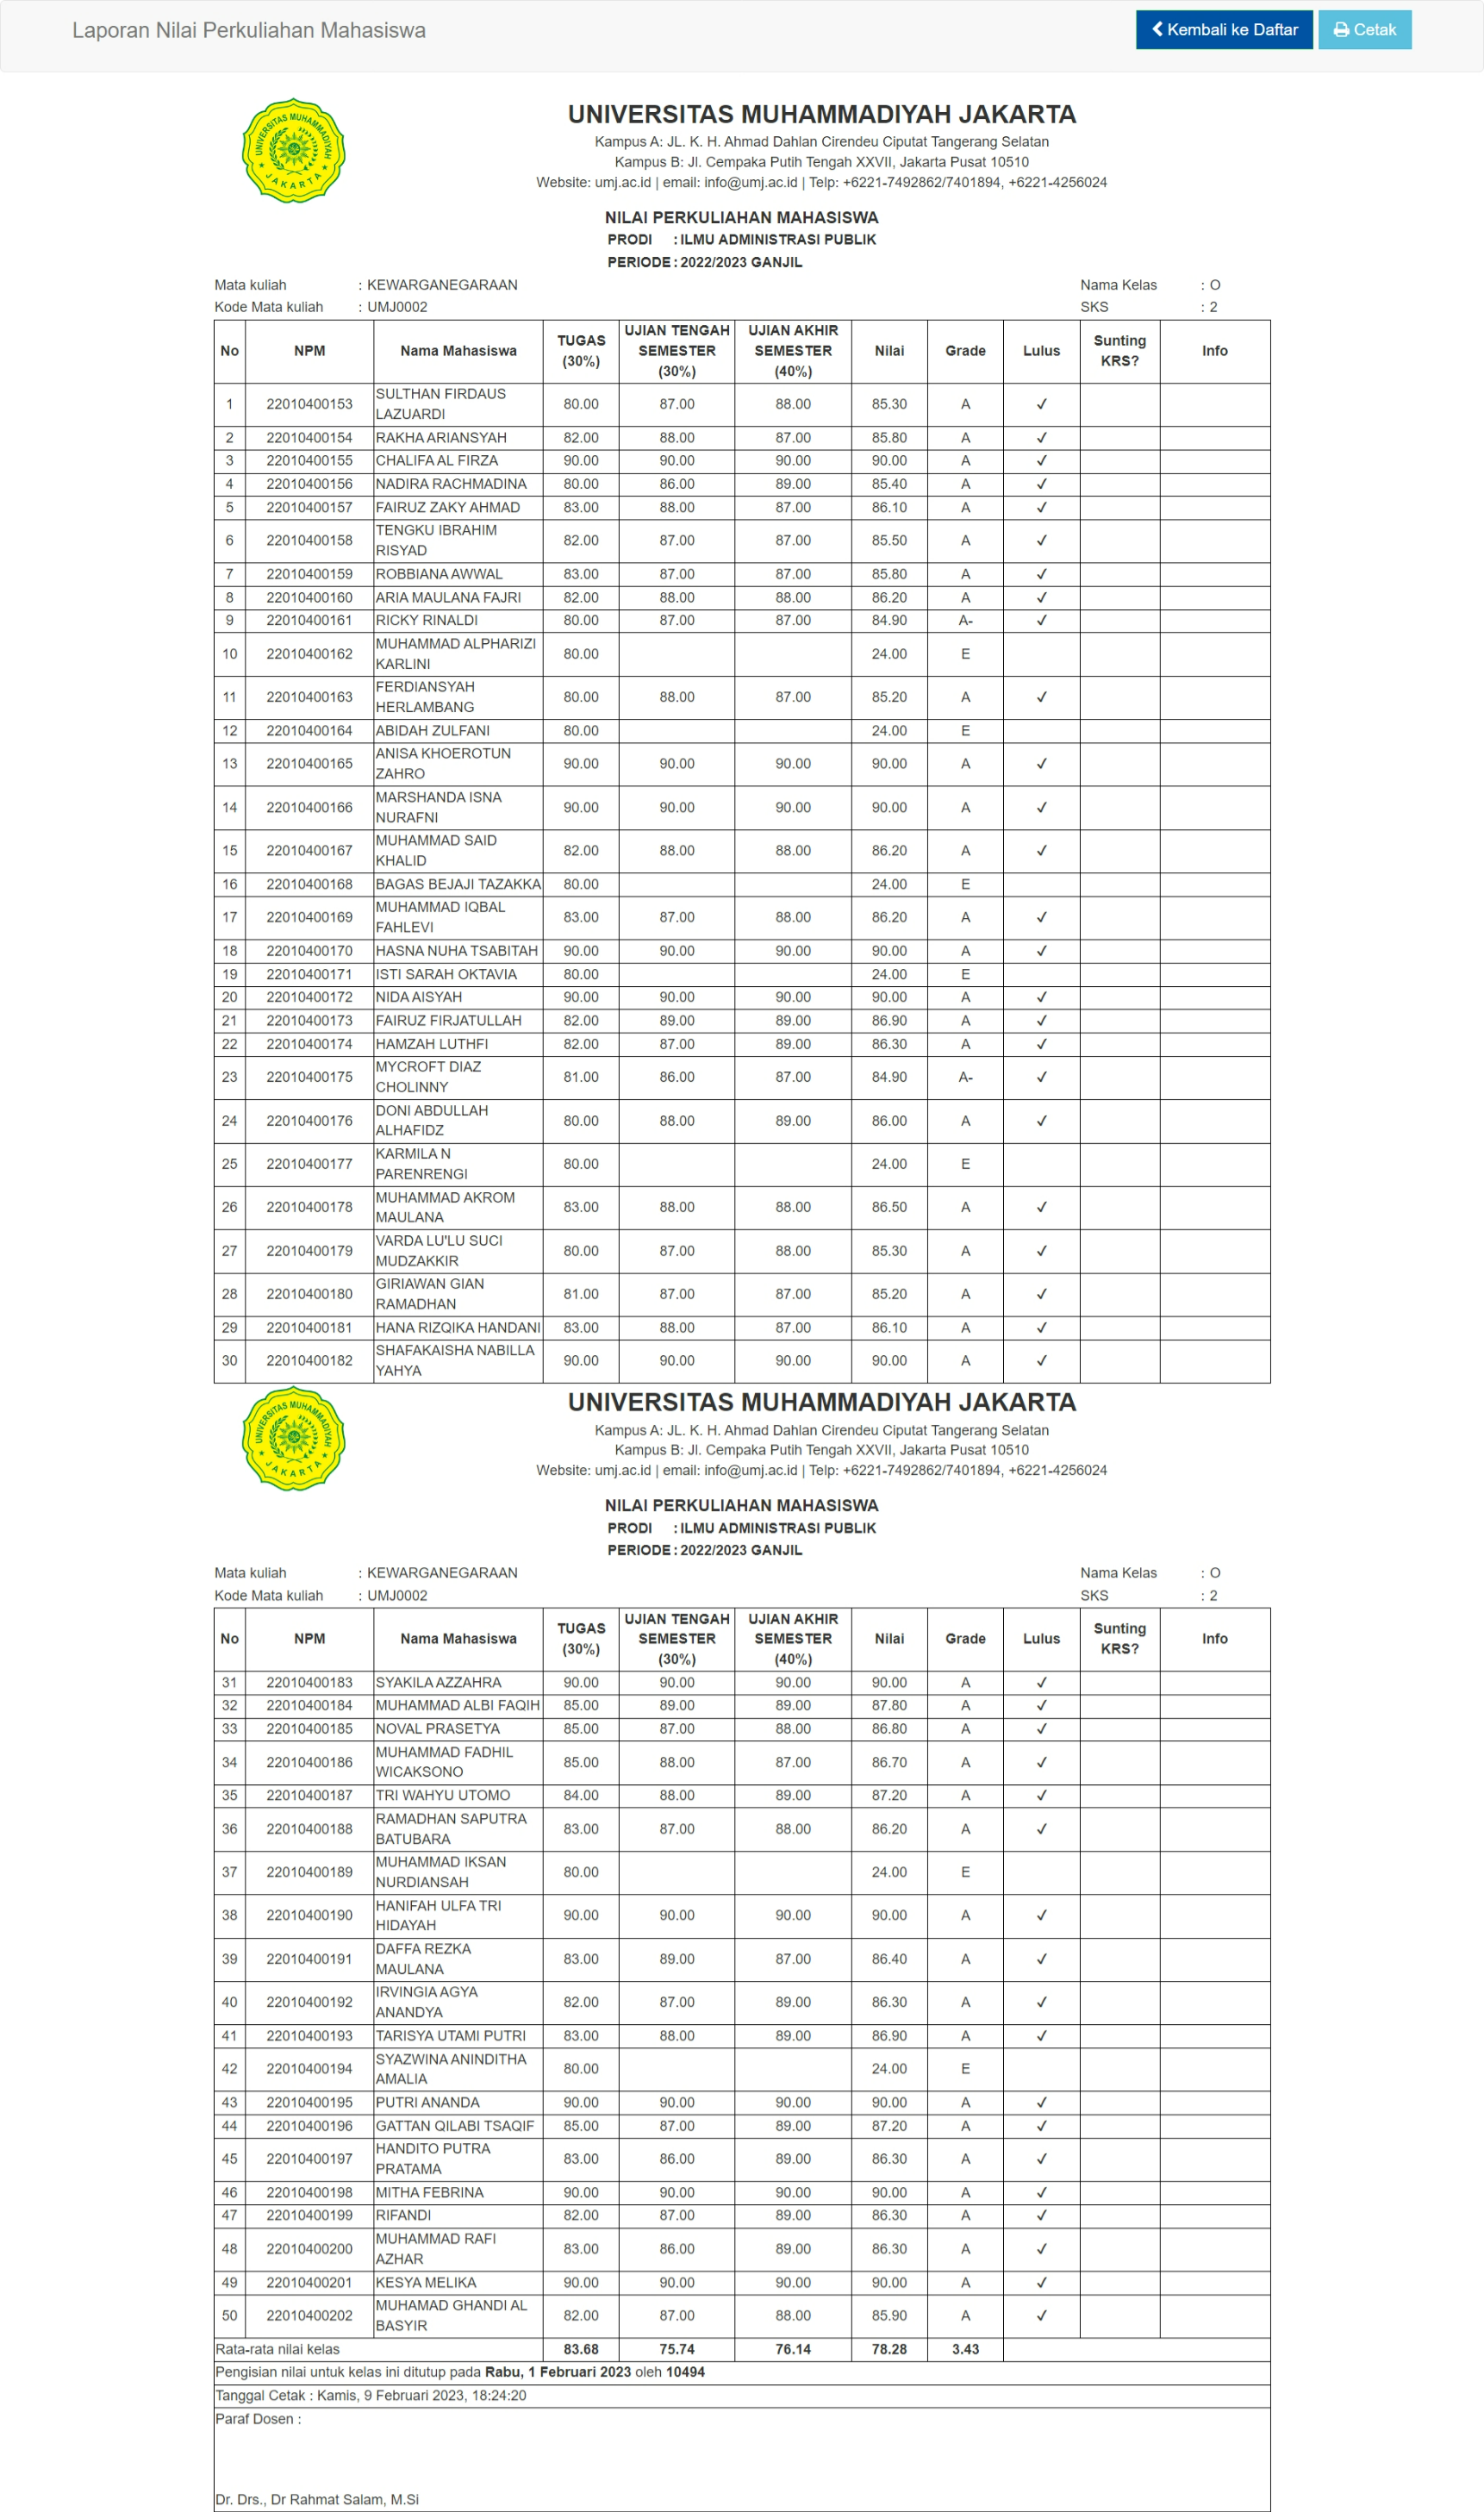 Laporan Nilai Perkuliahan Mahasiswa
Kembali ke Daftar
Cetak
UNIVERSITAS MUHAMMADIYAH
JAKARTA
UNIVERSITAS MUHAMMADIYAH JAKARTA
Kampus A: JL. K. H. Ahmad Dahlan Cirendeu Ciputat Tangerang Selatan
Kampus B: Jl. Cempaka Putih Tengah XXVII, Jakarta Pusat 10510
Website: umj.ac.id | email: info@umj.ac.id | Telp: +6221-7492862/7401894, +6221-4256024
NILAI PERKULIAHAN MAHASISWA
PRODI : ILMU ADMINISTRASI PUBLIK
PERIODE : 2022/2023 GANJIL
Mata kuliah : KEWARGANEGARAAN Nama Kelas : O
Kode Mata kuliah : UMJ0002 SKS : 2
No NPM Nama Mahasiswa TUGAS (30%) UJIAN TENGAH SEMESTER (30%) UJIAN AKHIR SEMESTER (40%) Nilai Grade Lulus Sunting KRS? Info
1 22010400153 SULTHAN FIRDAUS LAZUARDI 80.00 87.00 88.00 85.30 A ✓
2 22010400154 RAKHA ARIANSYAH 82.00 88.00 87.00 85.80 A ✓
3 22010400155 CHALIFA AL FIRZA 90.00 90.00 90.00 90.00 A ✓
4 22010400156 NADIRA RACHMADINA 80.00 86.00 89.00 85.40 A ✓
5 22010400157 FAIRUZ ZAKY AHMAD 83.00 88.00 87.00 86.10 A ✓
6 22010400158 TENGKU IBRAHIM RISYAD 82.00 87.00 87.00 85.50 A ✓
7 22010400159 ROBBIANA AWWAL 83.00 87.00 87.00 85.80 A ✓
8 22010400160 ARIA MAULANA FAJRI 82.00 88.00 88.00 86.20 A ✓
9 22010400161 RICKY RINALDI 80.00 87.00 87.00 84.90 A- ✓
10 22010400162 MUHAMMAD ALPHARIZI KARLINI 80.00 24.00 E
11 22010400163 FERDIANSYAH HERLAMBANG 80.00 88.00 87.00 85.20 A ✓
12 22010400164 ABIDAH ZULFANI 80.00 24.00 E
13 22010400165 ANISA KHOEROTUN ZAHRO 90.00 90.00 90.00 90.00 A ✓
14 22010400166 MARSHANDA ISNA NURAFNI 90.00 90.00 90.00 90.00 A ✓
15 22010400167 MUHAMMAD SAID KHALID 82.00 88.00 88.00 86.20 A ✓
16 22010400168 BAGAS BEJAJI TAZAKKA 80.00 24.00 E
17 22010400169 MUHAMMAD IQBAL FAHLEVI 83.00 87.00 88.00 86.20 A ✓
18 22010400170 HASNA NUHA TSABITAH 90.00 90.00 90.00 90.00 A ✓
19 22010400171 ISTI SARAH OKTAVIA 80.00 24.00 E
20 22010400172 NIDA AISYAH 90.00 90.00 90.00 90.00 A ✓
21 22010400173 FAIRUZ FIRJATULLAH 82.00 89.00 89.00 86.90 A ✓
22 22010400174 HAMZAH LUTHFI 82.00 87.00 89.00 86.30 A ✓
23 22010400175 MYCROFT DIAZ CHOLINNY 81.00 86.00 87.00 84.90 A- ✓
24 22010400176 DONI ABDULLAH ALHAFIDZ 80.00 88.00 89.00 86.00 A ✓
25 22010400177 KARMILA N PARENRENGI 80.00 24.00 E
26 22010400178 MUHAMMAD AKROM MAULANA 83.00 88.00 88.00 86.50 A ✓
27 22010400179 VARDA LU'LU SUCI MUDZAKKIR 80.00 87.00 88.00 85.30 A ✓
28 22010400180 GIRIAWAN GIAN RAMADHAN 81.00 87.00 87.00 85.20 A ✓
29 22010400181 HANA RIZQIKA HANDANI 83.00 88.00 87.00 86.10 A ✓
30 22010400182 SHAFAKAISHA NABILLA YAHYA 90.00 90.00 90.00 90.00 A ✓
UNIVERSITAS MUHAMMADIYAH
JAKARTA
UNIVERSITAS MUHAMMADIYAH JAKARTA
Kampus A: JL. K. H. Ahmad Dahlan Cirendeu Ciputat Tangerang Selatan
Kampus B: Jl. Cempaka Putih Tengah XXVII, Jakarta Pusat 10510
Website: umj.ac.id | email: info@umj.ac.id | Telp: +6221-7492862/7401894, +6221-4256024
NILAI PERKULIAHAN MAHASISWA
PRODI : ILMU ADMINISTRASI PUBLIK
PERIODE : 2022/2023 GANJIL
Mata kuliah : KEWARGANEGARAAN Nama Kelas : O
Kode Mata kuliah : UMJ0002 SKS : 2
No NPM Nama Mahasiswa TUGAS (30%) UJIAN TENGAH SEMESTER (30%) UJIAN AKHIR SEMESTER (40%) Nilai Grade Lulus Sunting KRS? Info
31 22010400183 SYAKILA AZZAHRA 90.00 90.00 90.00 90.00 A ✓
32 22010400184 MUHAMMAD ALBI FAQIH 85.00 89.00 89.00 87.80 A ✓
33 22010400185 NOVAL PRASETYA 85.00 87.00 88.00 86.80 A ✓
34 22010400186 MUHAMMAD FADHIL WICAKSONO 85.00 88.00 87.00 86.70 A ✓
35 22010400187 TRI WAHYU UTOMO 84.00 88.00 89.00 87.20 A ✓
36 22010400188 RAMADHAN SAPUTRA BATUBARA 83.00 87.00 88.00 86.20 A ✓
37 22010400189 MUHAMMAD IKSAN NURDIANSAH 80.00 24.00 E
38 22010400190 HANIFAH ULFA TRI HIDAYAH 90.00 90.00 90.00 90.00 A ✓
39 22010400191 DAFFA REZKA MAULANA 83.00 89.00 87.00 86.40 A ✓
40 22010400192 IRVINGIA AGYA ANANDYA 82.00 87.00 89.00 86.30 A ✓
41 22010400193 TARISYA UTAMI PUTRI 83.00 88.00 89.00 86.90 A ✓
42 22010400194 SYAZWINA ANINDITHA AMALIA 80.00 24.00 E
43 22010400195 PUTRI ANANDA 90.00 90.00 90.00 90.00 A ✓
44 22010400196 GATTAN QILABI TSAQIF 85.00 87.00 89.00 87.20 A ✓
45 22010400197 HANDITO PUTRA PRATAMA 83.00 86.00 89.00 86.30 A ✓
46 22010400198 MITHA FEBRINA 90.00 90.00 90.00 90.00 A ✓
47 22010400199 RIFANDI 82.00 87.00 89.00 86.30 A ✓
48 22010400200 MUHAMMAD RAFI AZHAR 83.00 86.00 89.00 86.30 A ✓
49 22010400201 KESYA MELIKA 90.00 90.00 90.00 90.00 A ✓
50 22010400202 MUHAMAD GHANDI AL BASYIR 82.00 87.00 88.00 85.90 A ✓
Rata-rata nilai kelas 83.68 75.74 76.14 78.28 3.43
Pengisian nilai untuk kelas ini ditutup pada Rabu, 1 Februari 2023 oleh 10494
Tanggal Cetak : Kamis, 9 Februari 2023, 18:24:20
Paraf Dosen :
Dr. Drs., Dr Rahmat Salam, M.Si